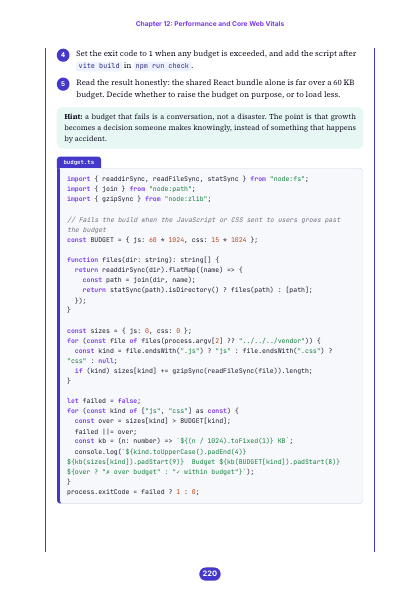 Chapter 12: Performance and Core Web Vitals
4 Set the exit code to 1 when any budget is exceeded, and add the script after
vite build in npm run check.
5 Read the result honestly: the shared React bundle alone is far over a 60 KB
budget. Decide whether to raise the budget on purpose, or to load less.
Hint: a budget that fails is a conversation, not a disaster. The point is that growth
becomes a decision someone makes knowingly, instead of something that happens
by accident.
budget.ts
import { readdirSync, readFileSync, statSync } from "node:fs";
import { join } from "node:path";
import { gzipSync } from "node:zlib";
// Fails the build when the JavaScript or CSS sent to users grows past
the budget
const BUDGET = { js: 60 * 1024, css: 15 * 1024 };
function files(dir: string): string[] {
  return readdirSync(dir).flatMap((name) => {
    const path = join(dir, name);
    return statSync(path).isDirectory() ? files(path) : [path];
  });
}
const sizes = { js: 0, css: 0 };
for (const file of files(process.argv[2] ?? "../../../vendor")) {
  const kind = file.endsWith(".js") ? "js" : file.endsWith(".css") ?
"css" : null;
  if (kind) sizes[kind] += gzipSync(readFileSync(file)).length;
}
let failed = false;
for (const kind of ["js", "css"] as const) {
  const over = sizes[kind] > BUDGET[kind];
  failed ||= over;
  const kb = (n: number) => `${(n / 1024).toFixed(1)} KB`;
  console.log(`${kind.toUpperCase().padEnd(4)}
${kb(sizes[kind]).padStart(9)}  Budget ${kb(BUDGET[kind]).padStart(8)}
${over ? "✗ over budget" : "✓ within budget"}`);
}
process.exitCode = failed ? 1 : 0;
220